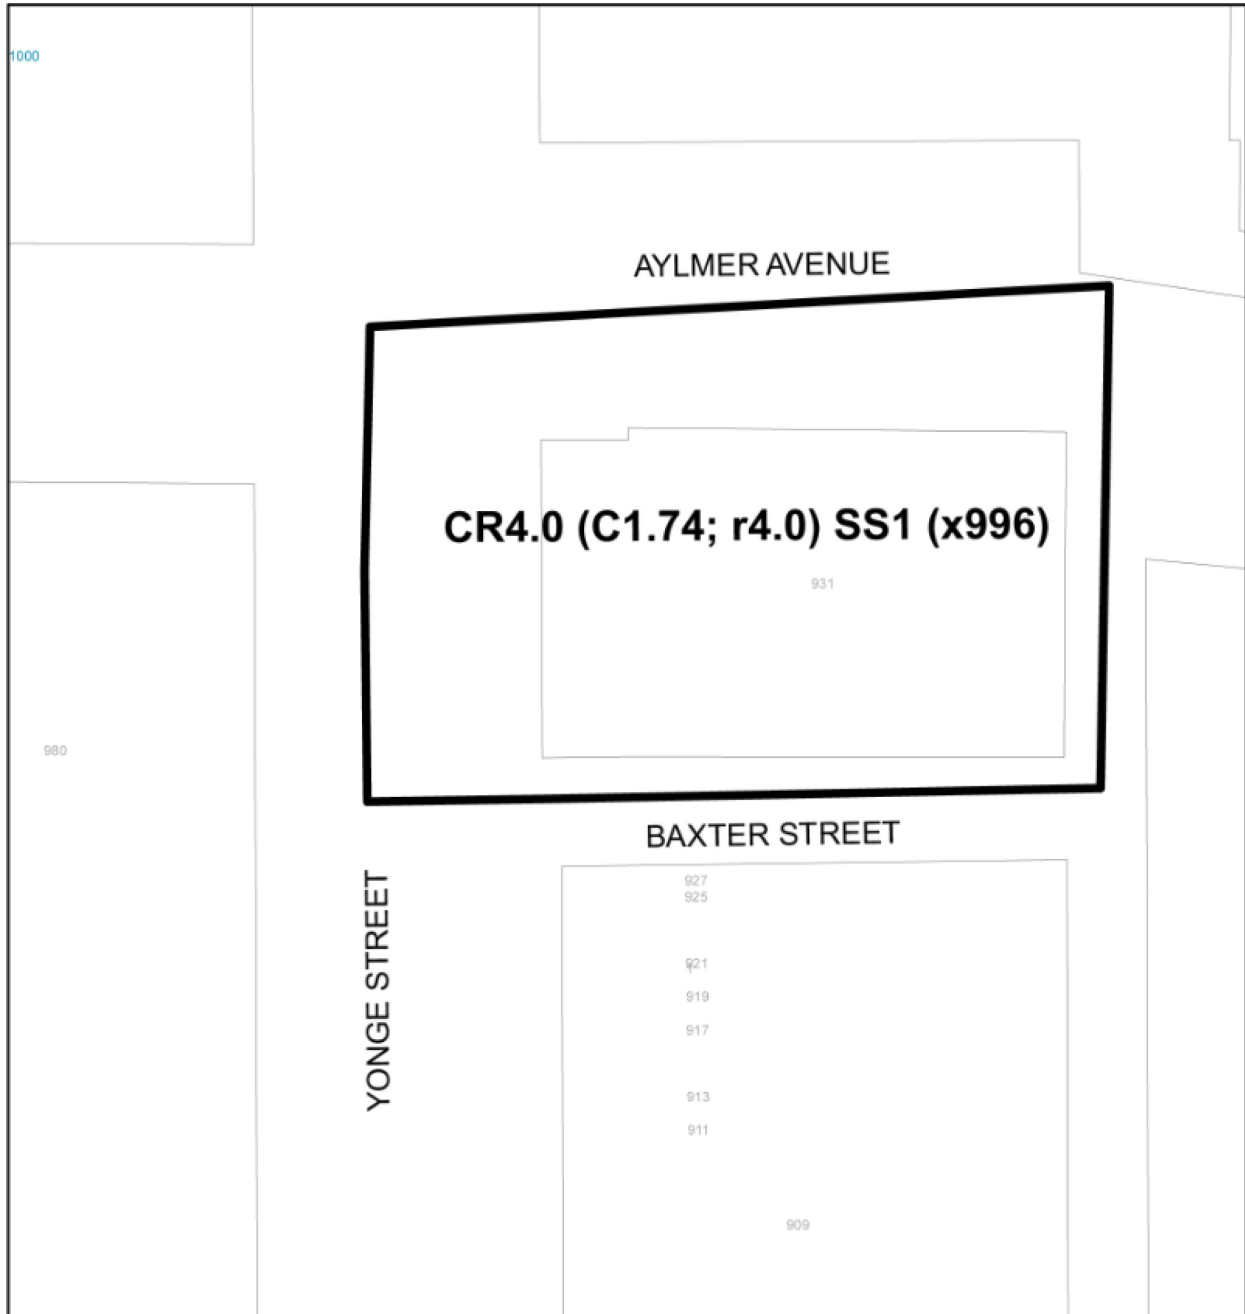 1000
AYLMER AVENUE
CR4.0 (C1.74; r4.0) SS1 (x996)
931
980
BAXTER STREET
YONGE STREET
927
925
921
919
917
913
911
909